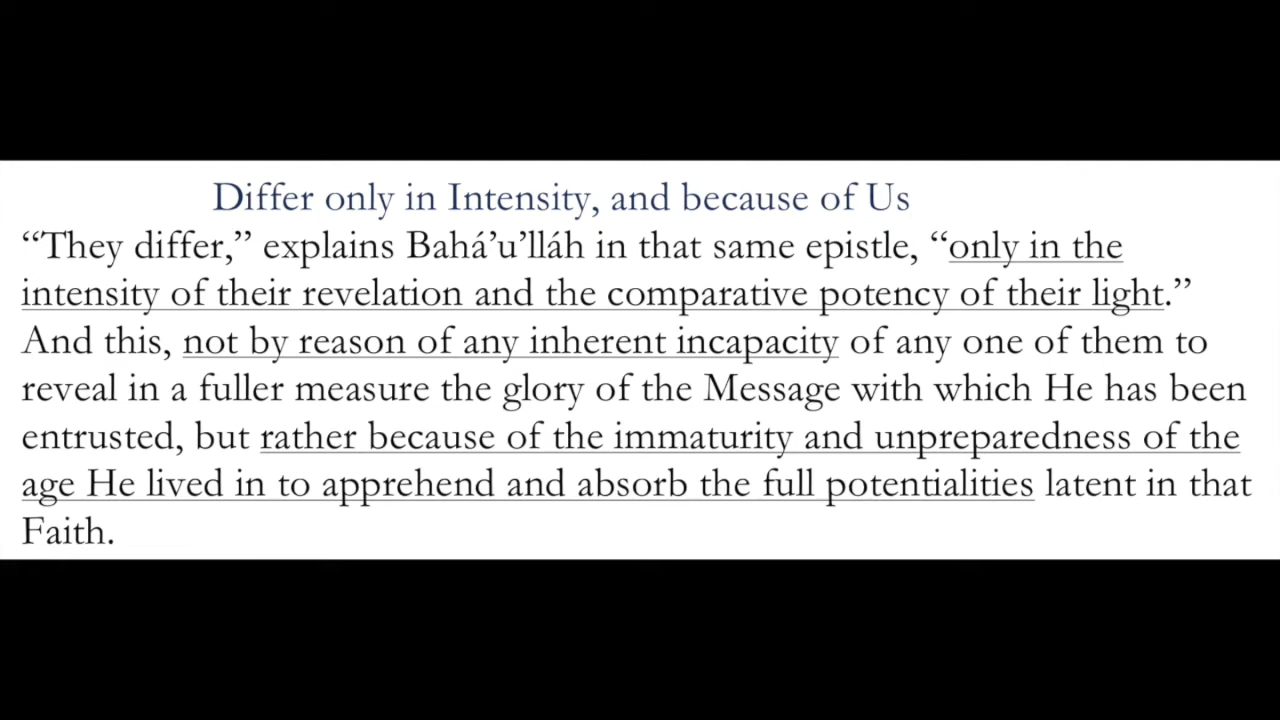 Differ only in Intensity, and because of Us
“They differ,” explains Bahá’u’lláh in that same epistle, “only in the
intensity of their revelation and the comparative potency of their light.”
And this, not by reason of any inherent incapacity of any one of them to
reveal in a fuller measure the glory of the Message with which He has been
entrusted, but rather because of the immaturity and unpreparedness of the
age He lived in to apprehend and absorb the full potentialities latent in that
Faith.